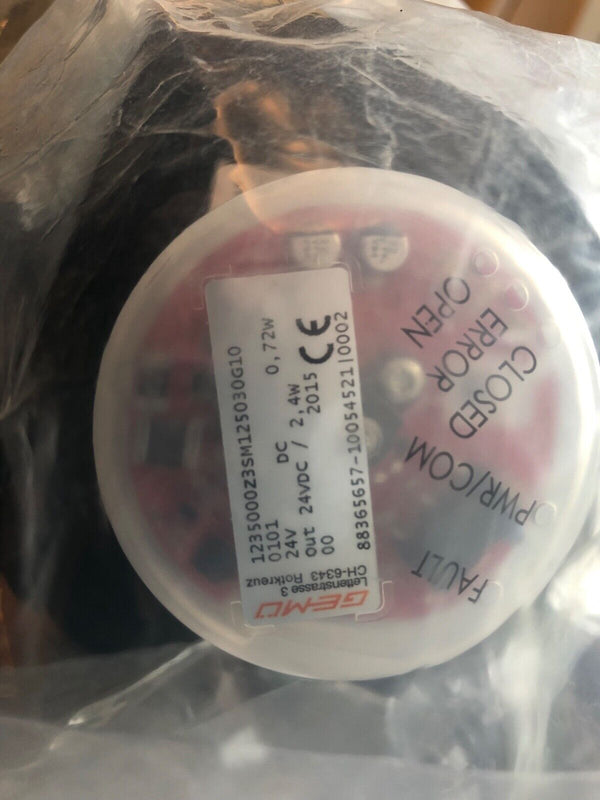 GEMÜ
Lettenstrasse 3
CH-6343 Rotkreuz
1235000Z3SM125030G10
0101
24V DC 0,72W
out 24VDC / 2,4W
00 2015 CE
88365657-10054521|0002
OPEN
ERROR
CLOSED
PWR/COM
FAULT